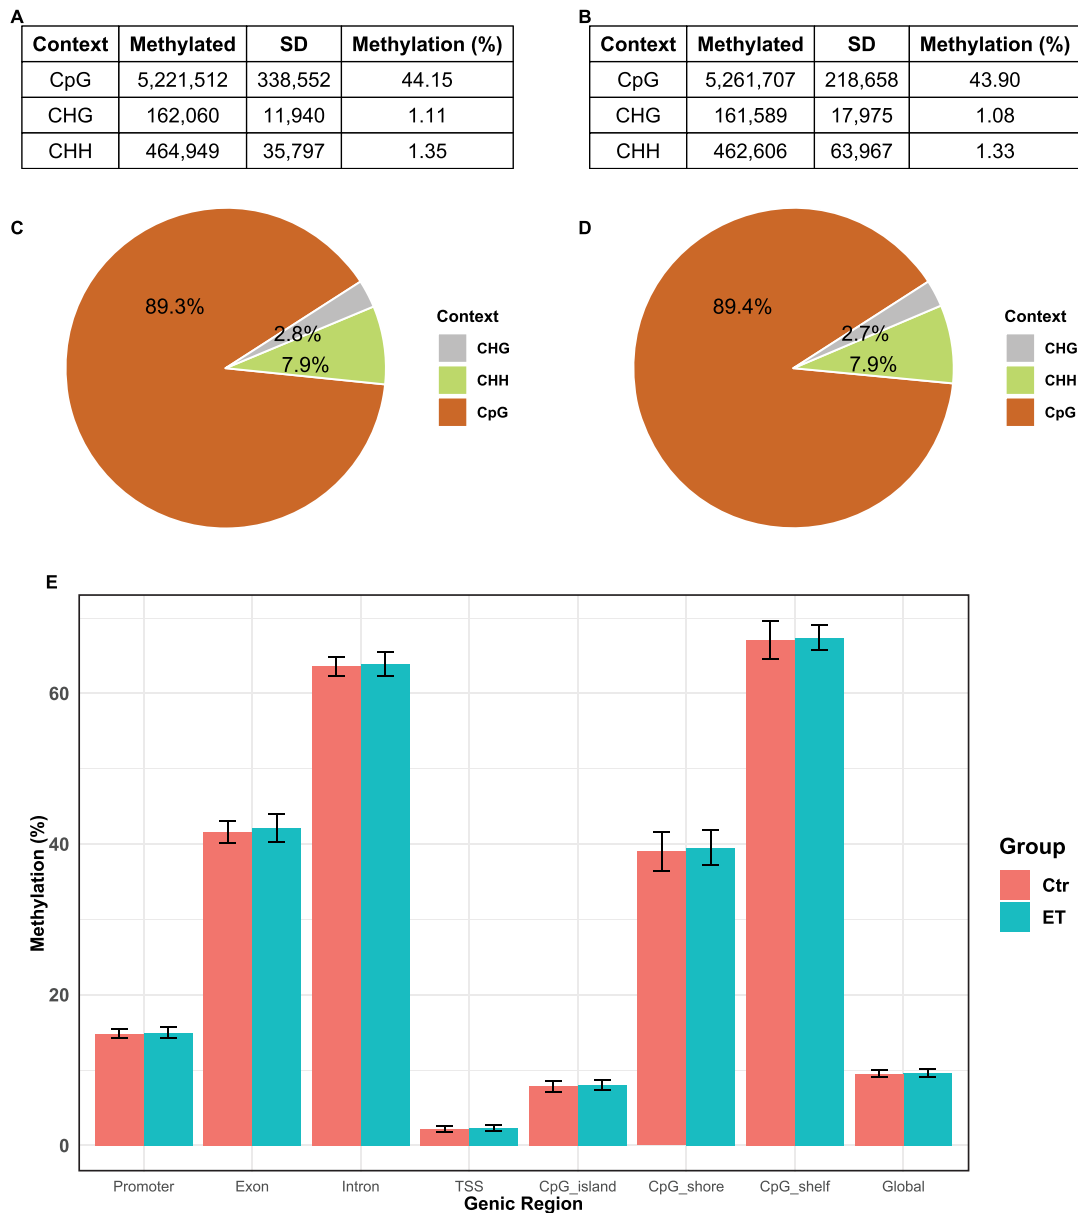 A
Context Methylated SD Methylation (%)
CpG 5,221,512 338,552 44.15
CHG 162,060 11,940 1.11
CHH 464,949 35,797 1.35
B
Context Methylated SD Methylation (%)
CpG 5,261,707 218,658 43.90
CHG 161,589 17,975 1.08
CHH 462,606 63,967 1.33
C
89.3%
2.8%
7.9%
Context
CHG
CHH
CpG
D
89.4%
2.7%
7.9%
Context
CHG
CHH
CpG
E
Methylation (%)
60
40
20
0
Promoter Exon Intron TSS CpG_island CpG_shore CpG_shelf Global
Genic Region
Group
Ctr
ET